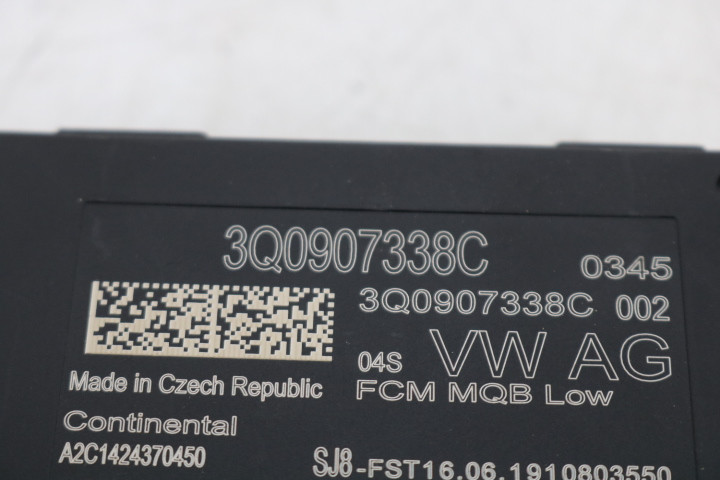 3Q0907338C 0345
3Q0907338C 002
04S VW AG
Made in Czech Republic FCM MQB Low
Continental
A2C1424370450 SJ8-FST16.06.1910803550